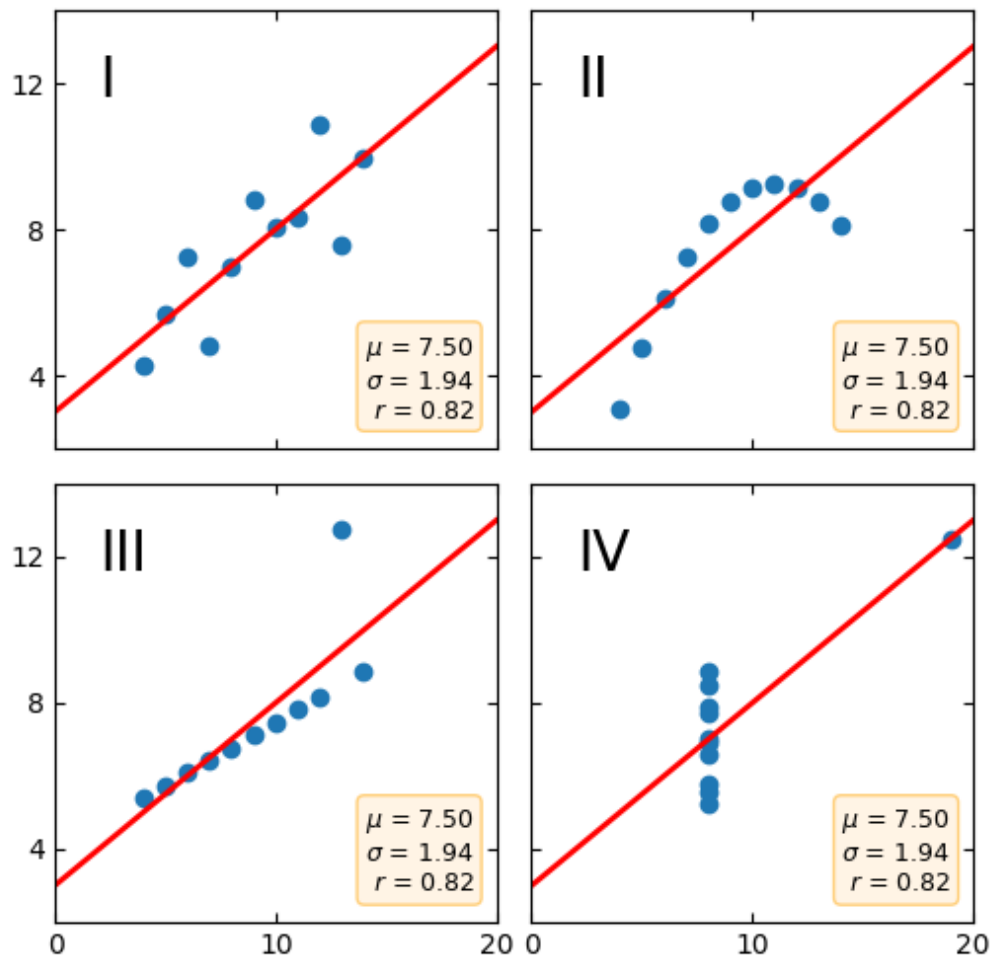 I
II
12
8
4
μ = 7.50
σ = 1.94
r = 0.82
μ = 7.50
σ = 1.94
r = 0.82
III
IV
12
8
4
μ = 7.50
σ = 1.94
r = 0.82
μ = 7.50
σ = 1.94
r = 0.82
0 10 20 0 10 20